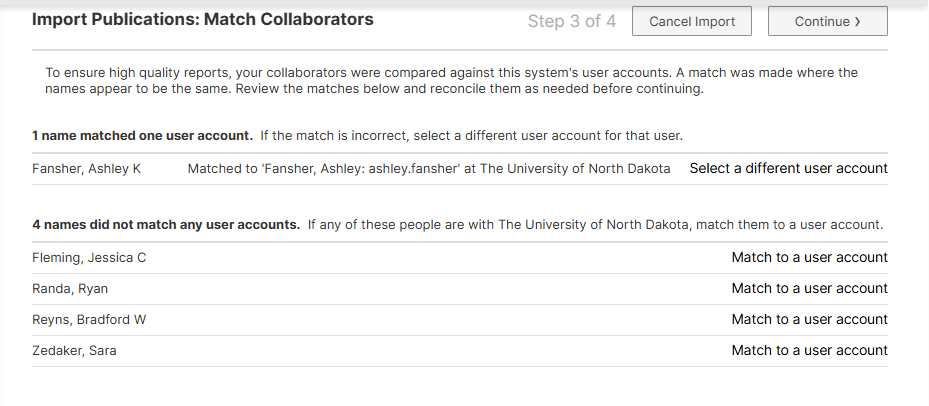 Import Publications: Match Collaborators Step 3 of 4 Cancel Import Continue ❯
To ensure high quality reports, your collaborators were compared against this system's user accounts. A match was made where the
names appear to be the same. Review the matches below and reconcile them as needed before continuing.
1 name matched one user account. If the match is incorrect, select a different user account for that user.
Fansher, Ashley K Matched to 'Fansher, Ashley: ashley.fansher' at The University of North Dakota Select a different user account
4 names did not match any user accounts. If any of these people are with The University of North Dakota, match them to a user account.
Fleming, Jessica C Match to a user account
Randa, Ryan Match to a user account
Reyns, Bradford W Match to a user account
Zedaker, Sara Match to a user account